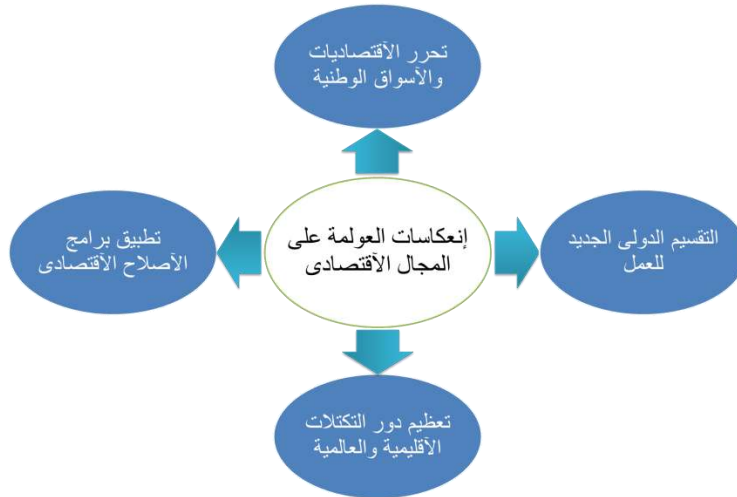 تحرر الآقتصاديات
والآسواق الوطنية
إنعكاسات العولمة على
المجال الآقتصادى
التقسيم الدولى الجديد
للعمل
تطبيق برامج
الآصلاح الآقتصادى
تعظيم دور التكتلات
الآقليمية والعالمية